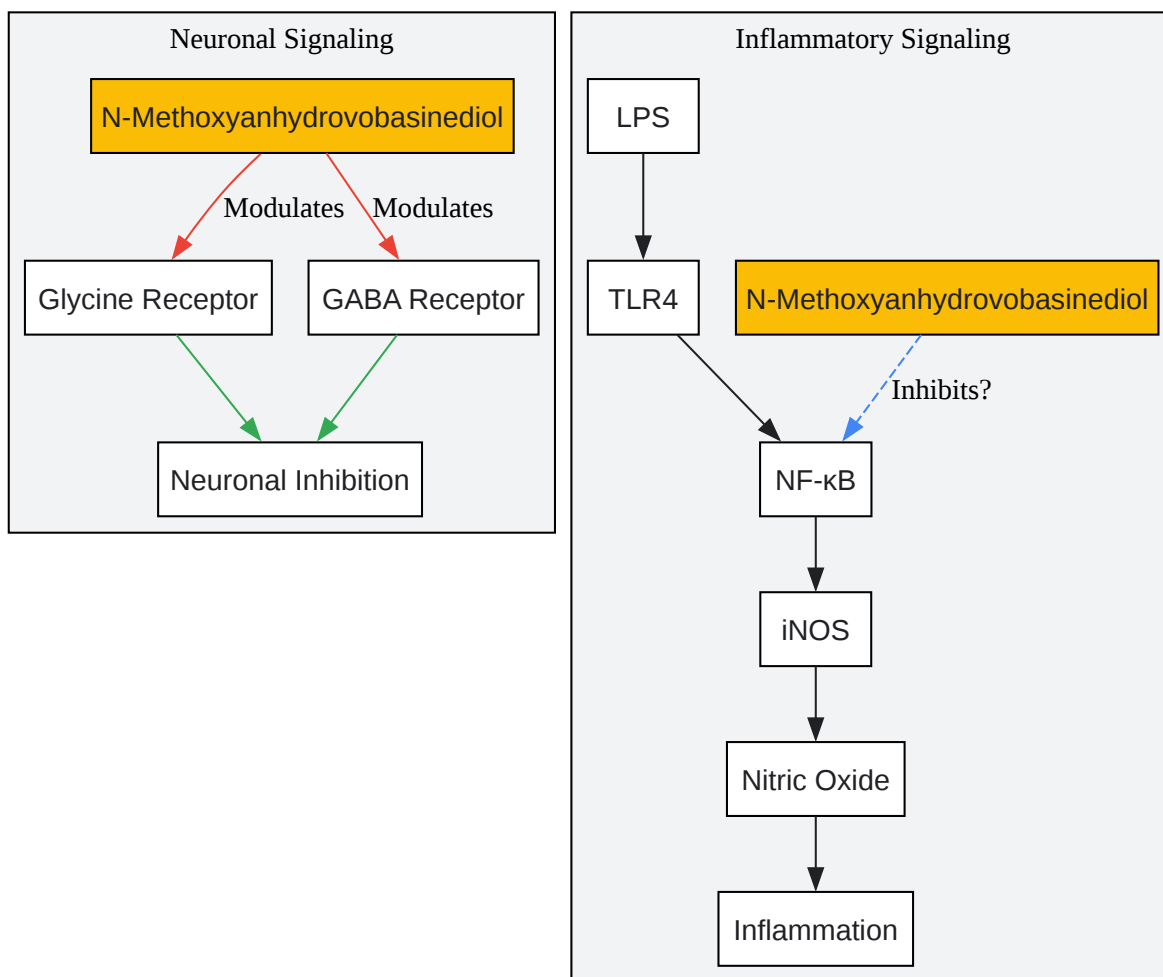 Neuronal Signaling
N-Methoxyanhydrovobasinediol
Modulates
Modulates
Glycine Receptor
GABA Receptor
Neuronal Inhibition
Inflammatory Signaling
LPS
TLR4
N-Methoxyanhydrovobasinediol
Inhibits?
NF-κB
iNOS
Nitric Oxide
Inflammation